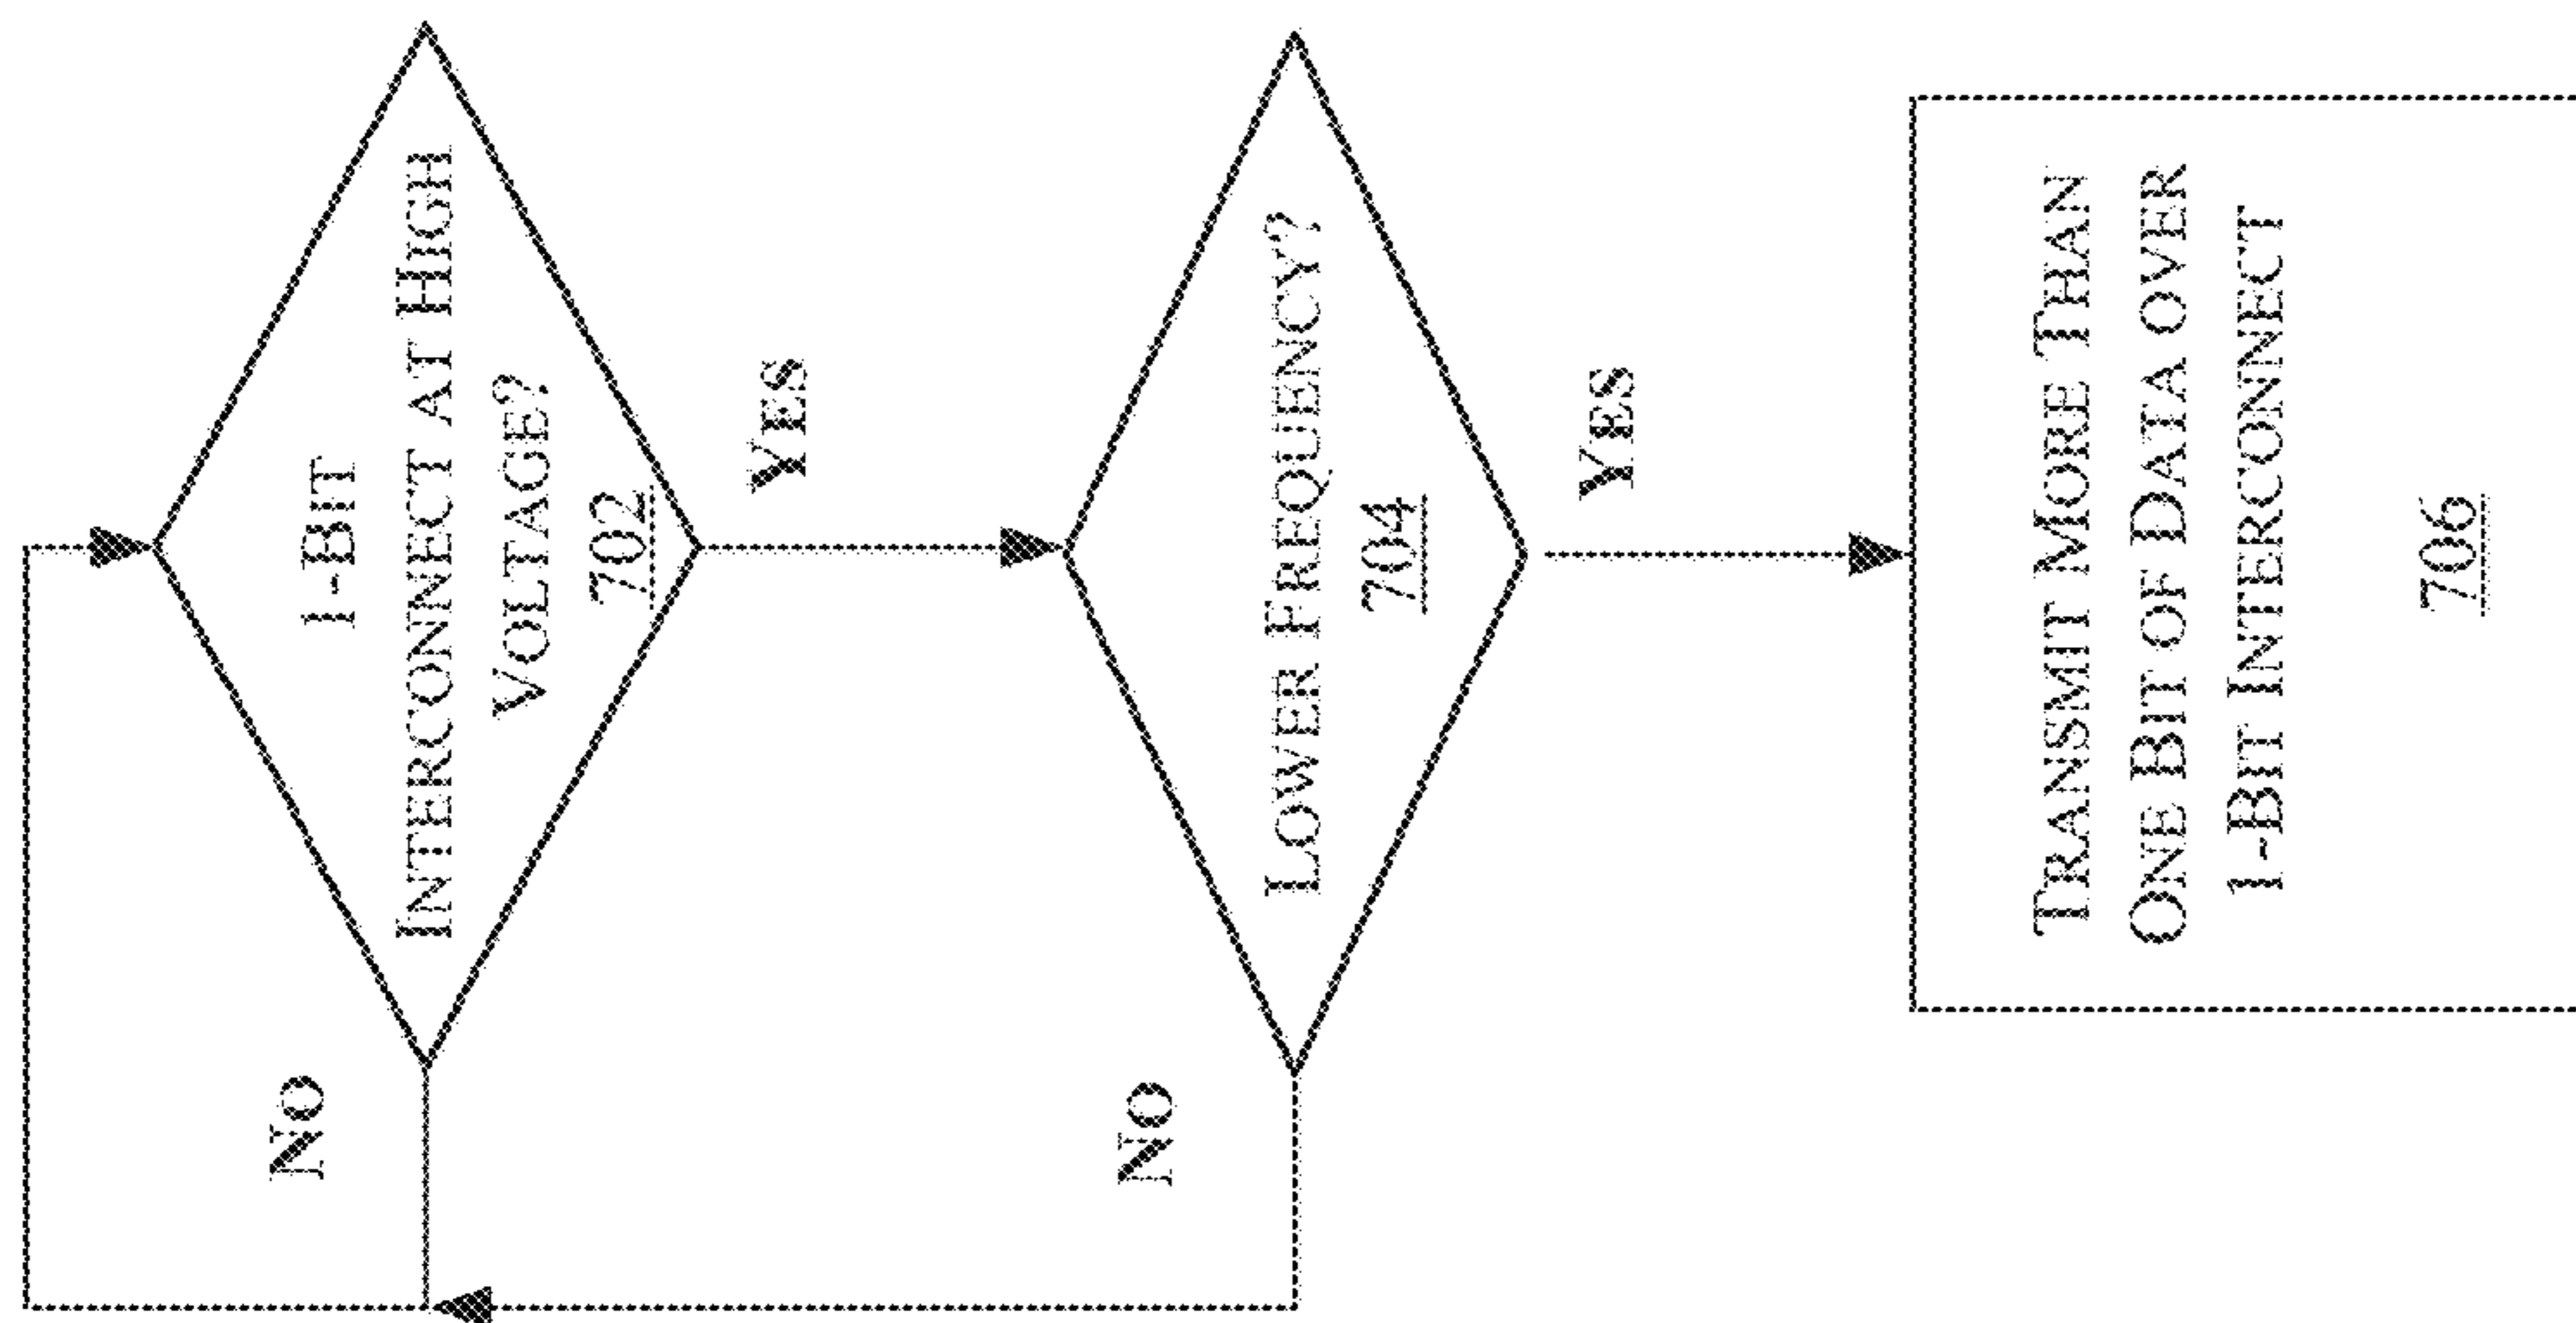 1-BIT
INTERCONNECT AT HIGH
VOLTAGE?
702
NO
YES
LOWER FREQUENCY?
704
NO
YES
TRANSMIT MORE THAN
ONE BIT OF DATA OVER
1-BIT INTERCONNECT
706